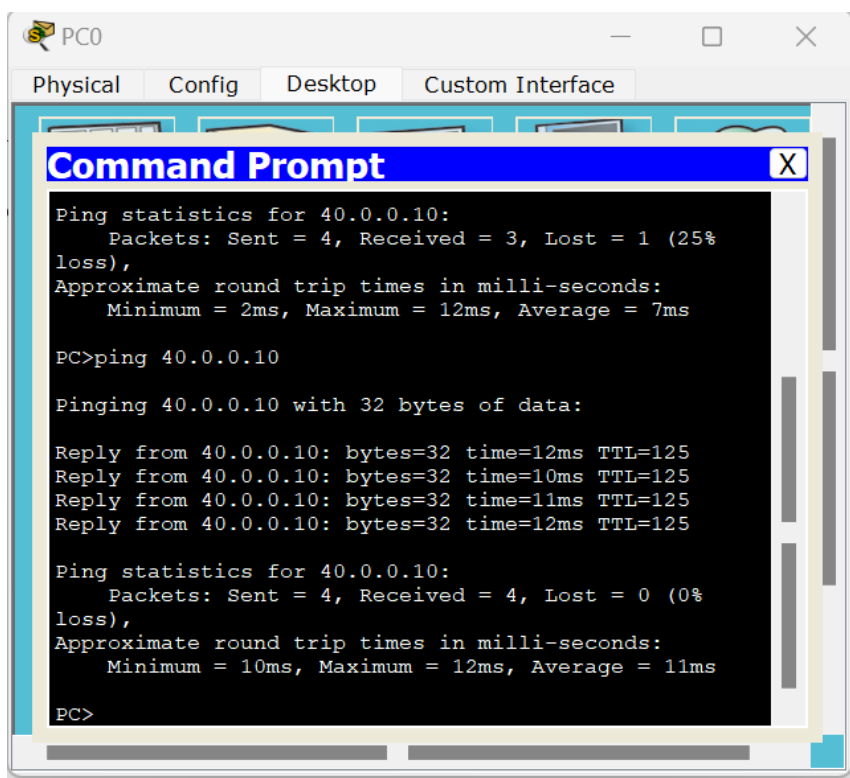 PC0
Physical Config Desktop Custom Interface
Command Prompt X
Ping statistics for 40.0.0.10:
Packets: Sent = 4, Received = 3, Lost = 1 (25%
loss),
Approximate round trip times in milli-seconds:
Minimum = 2ms, Maximum = 12ms, Average = 7ms
PC>ping 40.0.0.10
Pinging 40.0.0.10 with 32 bytes of data:
Reply from 40.0.0.10: bytes=32 time=12ms TTL=125
Reply from 40.0.0.10: bytes=32 time=10ms TTL=125
Reply from 40.0.0.10: bytes=32 time=11ms TTL=125
Reply from 40.0.0.10: bytes=32 time=12ms TTL=125
Ping statistics for 40.0.0.10:
Packets: Sent = 4, Received = 4, Lost = 0 (0%
loss),
Approximate round trip times in milli-seconds:
Minimum = 10ms, Maximum = 12ms, Average = 11ms
PC>